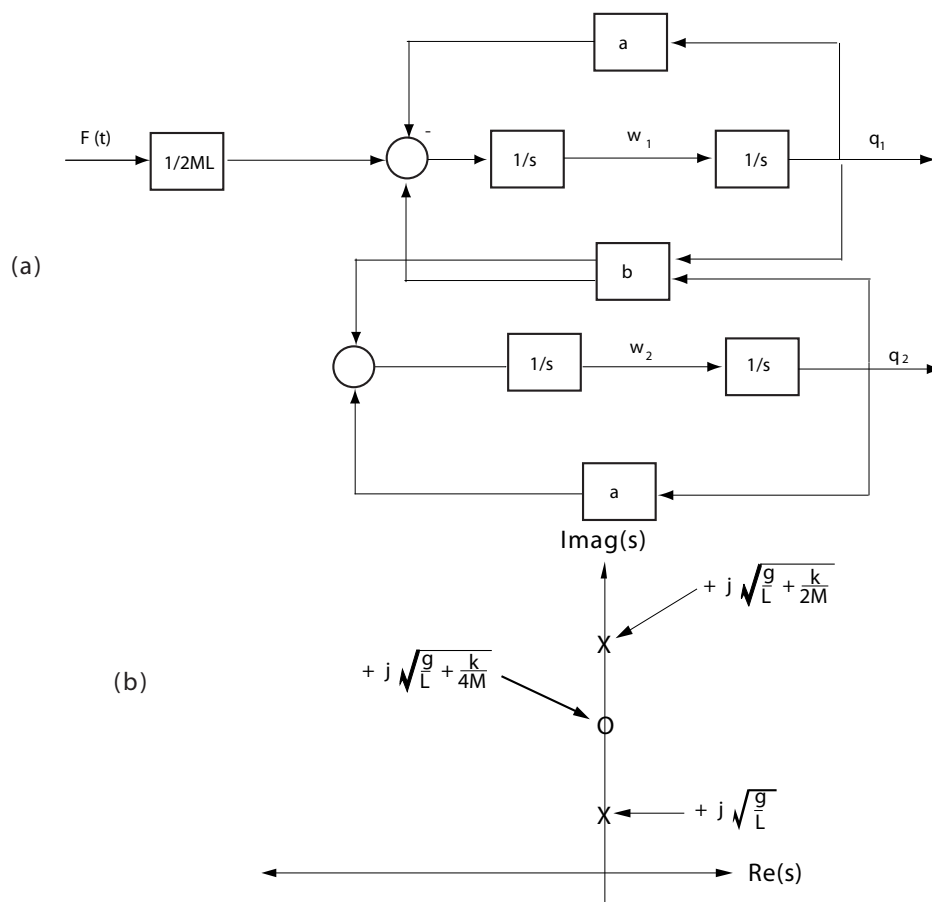 a
F (t)
-
1/2ML
1/s
w 1
1/s
q1
(a)
b
1/s
w 2
1/s
q 2
a
Imag(s)
+ j √(g/L + k/2M)
X
(b)
+ j √(g/L + k/4M)
O
X
+ j √(g/L)
Re(s)